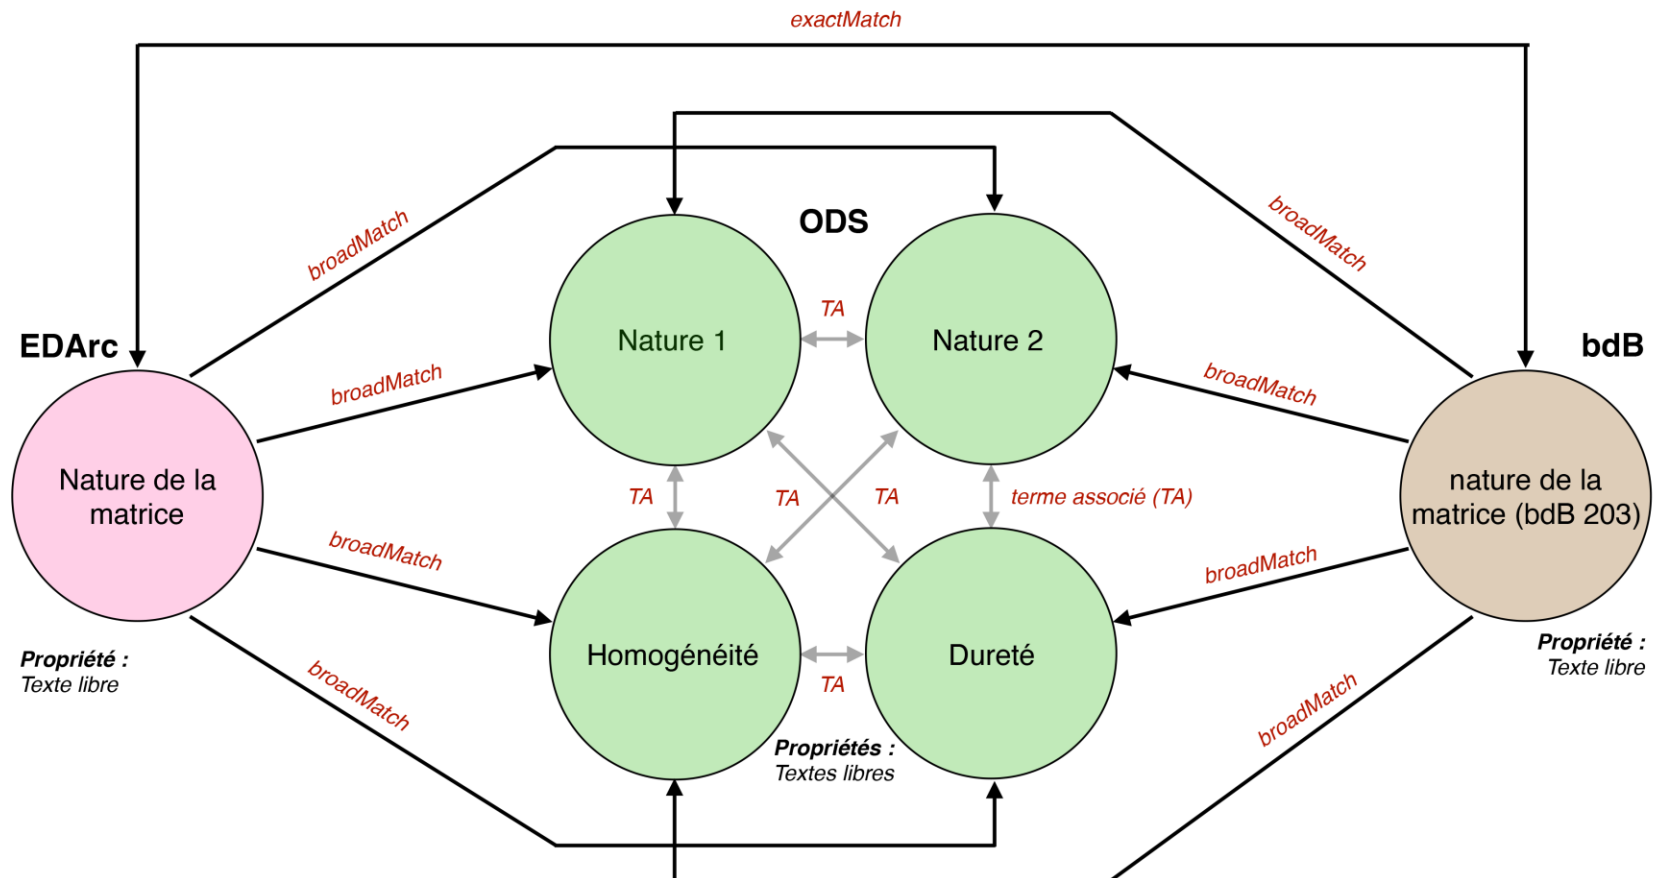 exactMatch
broadMatch
broadMatch
ODS
EDArc
bdB
TA
Nature 1
Nature 2
broadMatch
broadMatch
Nature de la
matrice
TA
TA
TA
terme associé (TA)
nature de la
matrice (bdB 203)
broadMatch
broadMatch
Homogénéité
Dureté
TA
Propriété :
Texte libre
Propriété :
Texte libre
broadMatch
broadMatch
Propriétés :
Textes libres